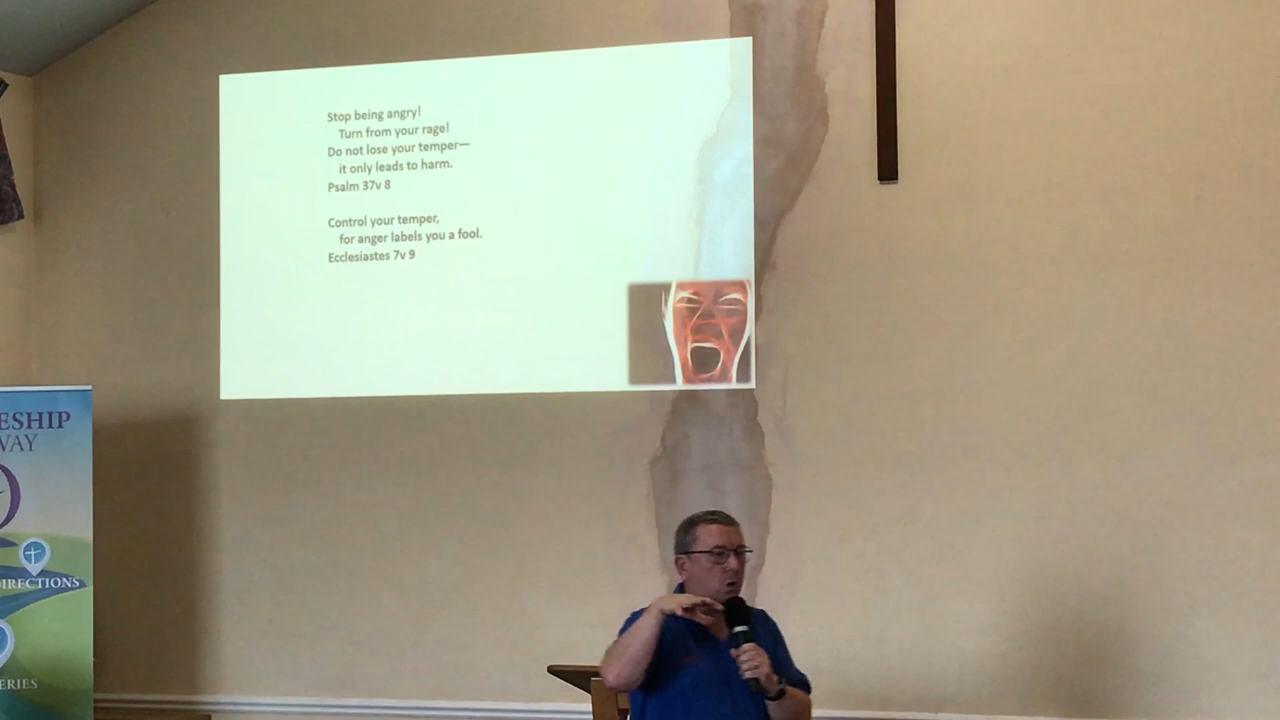 Stop being angry!
Turn from your rage!
Do not lose your temper—
it only leads to harm.
Psalm 37v 8
Control your temper,
for anger labels you a fool.
Ecclesiastes 7v 9
ESHIP
WAY
IRECTIONS
ERIES